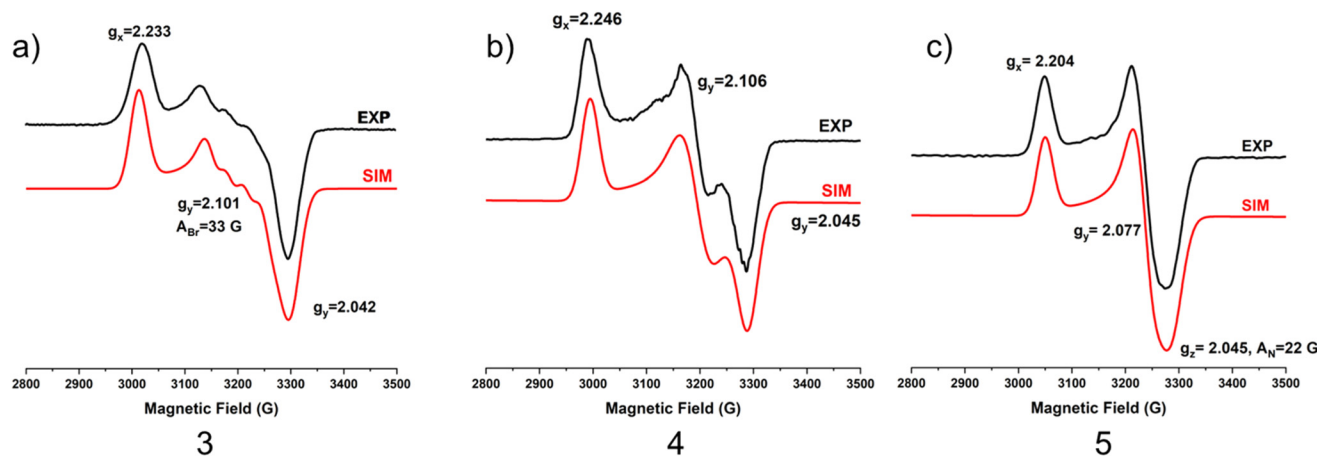 a)
gx=2.233
EXP
SIM
gy=2.101
ABr=33 G
gy=2.042
2800 2900 3000 3100 3200 3300 3400 3500
Magnetic Field (G)
3
b)
gx=2.246
gy=2.106
EXP
SIM
gy=2.045
2800 2900 3000 3100 3200 3300 3400 3500
Magnetic Field (G)
4
c)
gx= 2.204
EXP
SIM
gy= 2.077
gz= 2.045, AN=22 G
2800 2900 3000 3100 3200 3300 3400 3500
Magnetic Field (G)
5